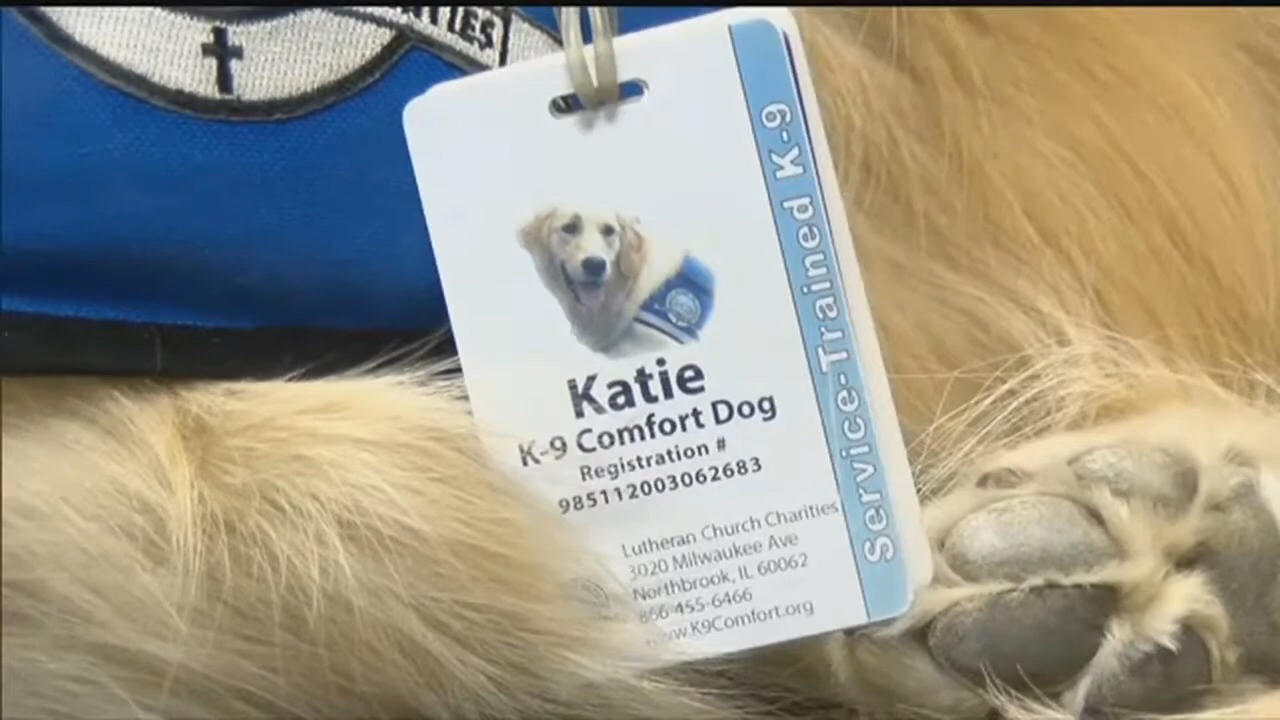 Katie
K-9 Comfort Dog
Registration #
985112003062683
Lutheran Church Charities
3020 Milwaukee Ave
Northbrook, IL 60062
866-455-6466
www.K9Comfort.org
Service-Trained K-9